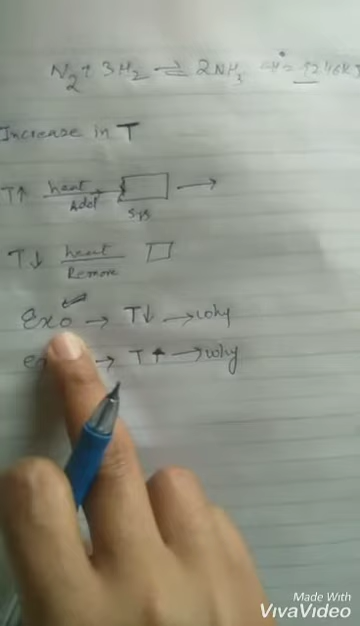 N₂ + 3H₂ ⇌ 2NH₃
Increase in T
T↑ heat Add sys →
T↓ heat Remove
Exo → T↓ → why
→ T↑ → why
Made With
VivaVideo